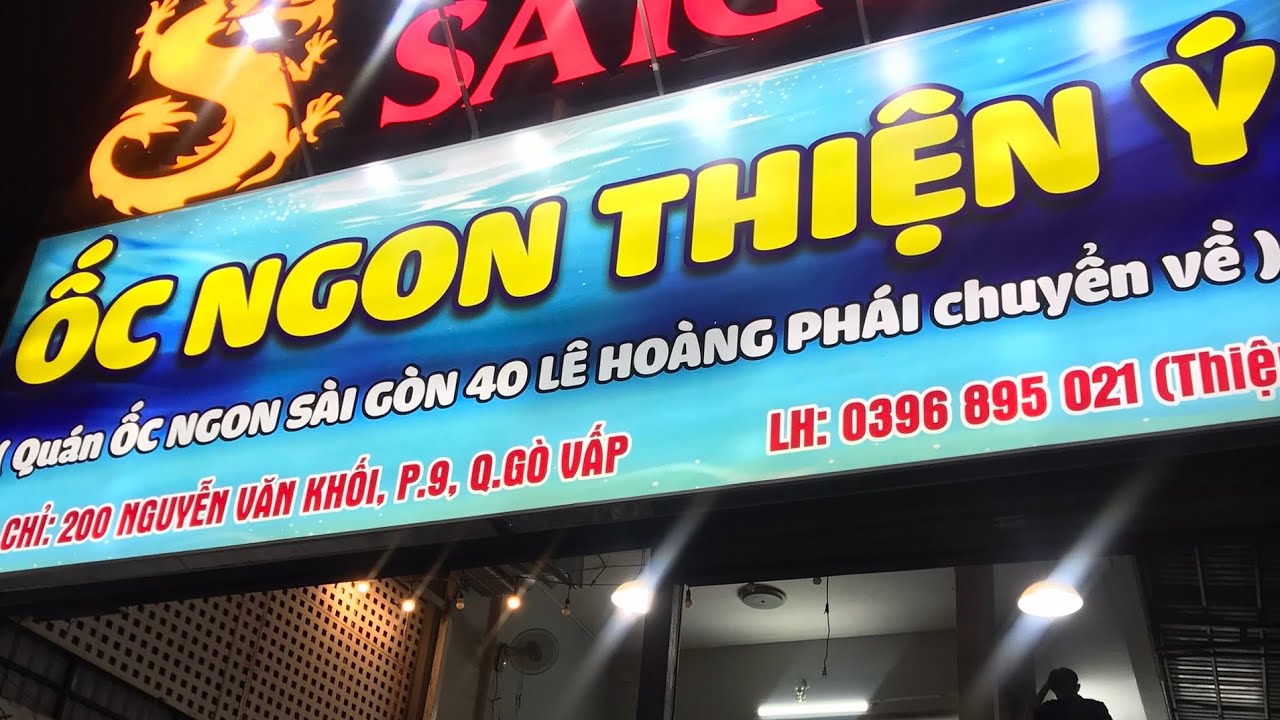 ỐC NGON THIỆN Ý
( Quán ỐC NGON SÀI GÒN 40 LÊ HOÀNG PHÁI chuyển về )
CHỈ: 200 NGUYỄN VĂN KHỐI, P.9, Q.GÒ VẤP
LH: 0396 895 021 (Thiệ